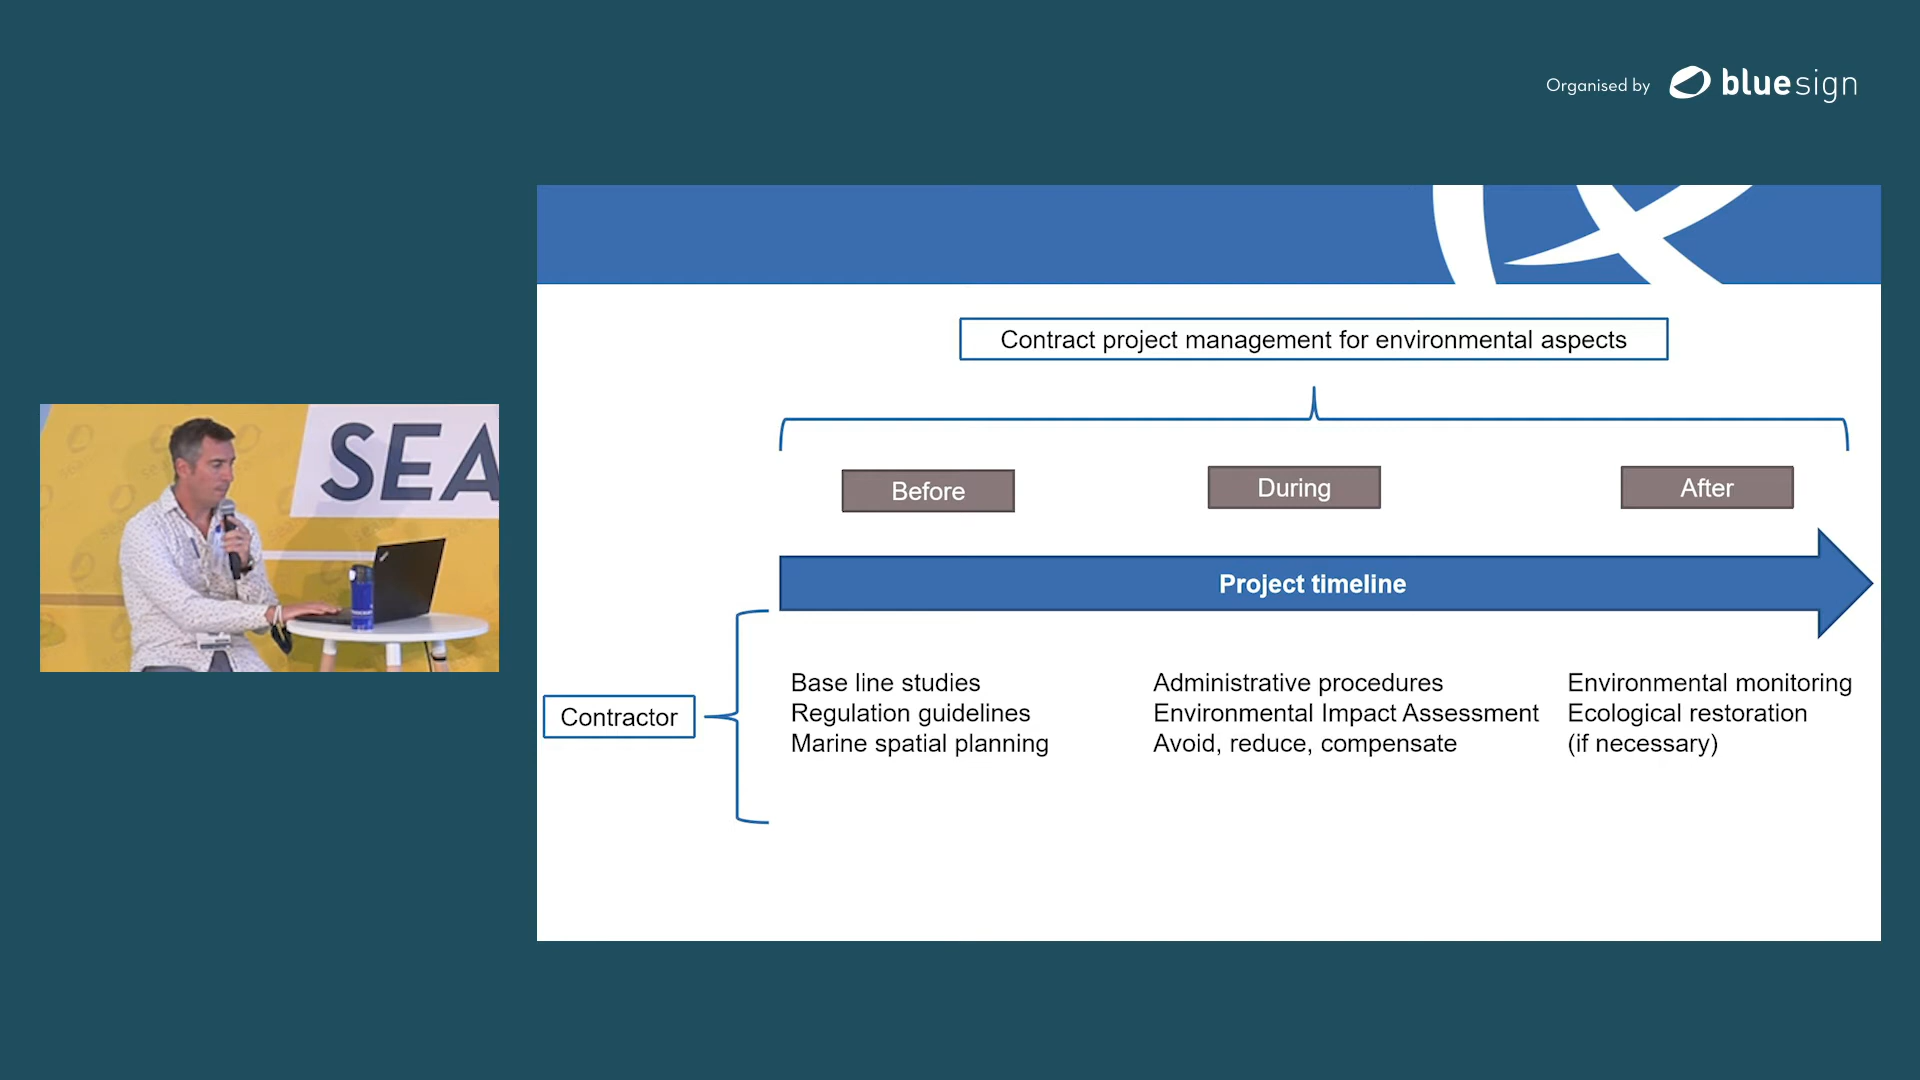 Organised by bluesign
Contract project management for environmental aspects
Before
During
After
Project timeline
SEA
Contractor
Base line studies
Regulation guidelines
Marine spatial planning
Administrative procedures
Environmental Impact Assessment
Avoid, reduce, compensate
Environmental monitoring
Ecological restoration
(if necessary)